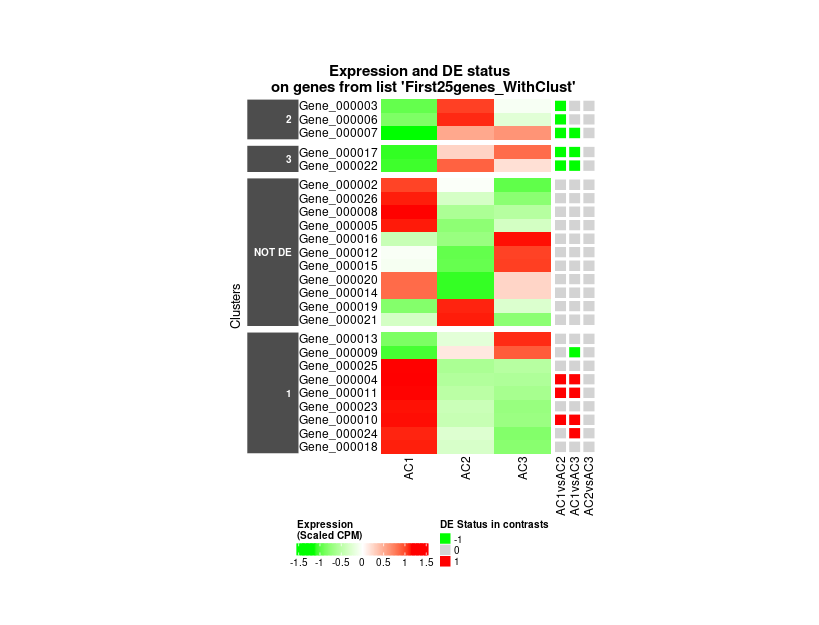 Expression and DE status
on genes from list 'First25genes_WithClust'
Clusters
2
Gene_000003
Gene_000006
Gene_000007
3
Gene_000017
Gene_000022
NOT DE
Gene_000002
Gene_000026
Gene_000008
Gene_000005
Gene_000016
Gene_000012
Gene_000015
Gene_000020
Gene_000014
Gene_000019
Gene_000021
1
Gene_000013
Gene_000009
Gene_000025
Gene_000004
Gene_000011
Gene_000023
Gene_000010
Gene_000024
Gene_000018
AC1
AC2
AC3
AC1vsAC2
AC1vsAC3
AC2vsAC3
Expression
(Scaled CPM)
-1.5 -1 -0.5 0 0.5 1 1.5
DE Status in contrasts
-1
0
1